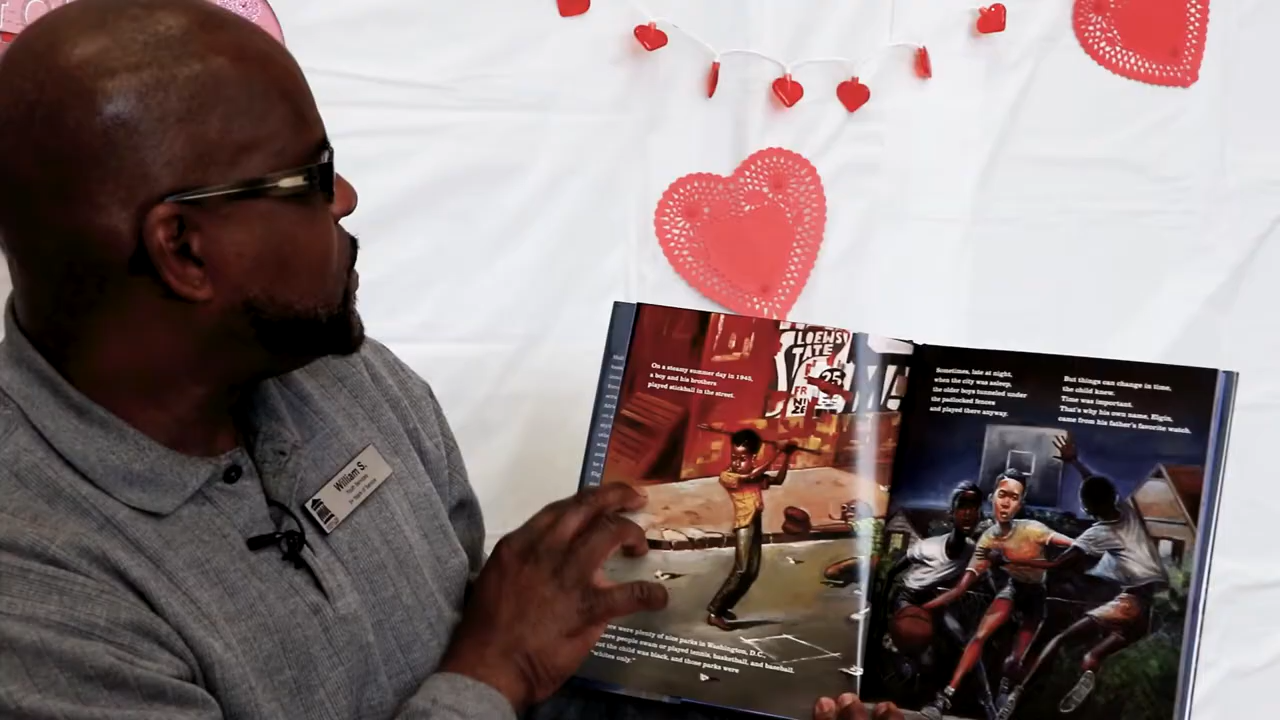 William S.
Youth Services
LOEWS
STATE
25
On a steamy summer day in 1945,
a boy and his brothers
played stickball in the street.
ere were plenty of nice parks in Washington, D.C.,
here people swam or played tennis, basketball, and baseball.
but the child was black, and those parks were
"whites only."
Sometimes, late at night,
when the city was asleep,
the older boys tunneled under
the padlocked fences
and played there anyway.
But things can change in time,
the child knew.
Time was important.
That's why his own name, Elgin,
came from his father's favorite watch.